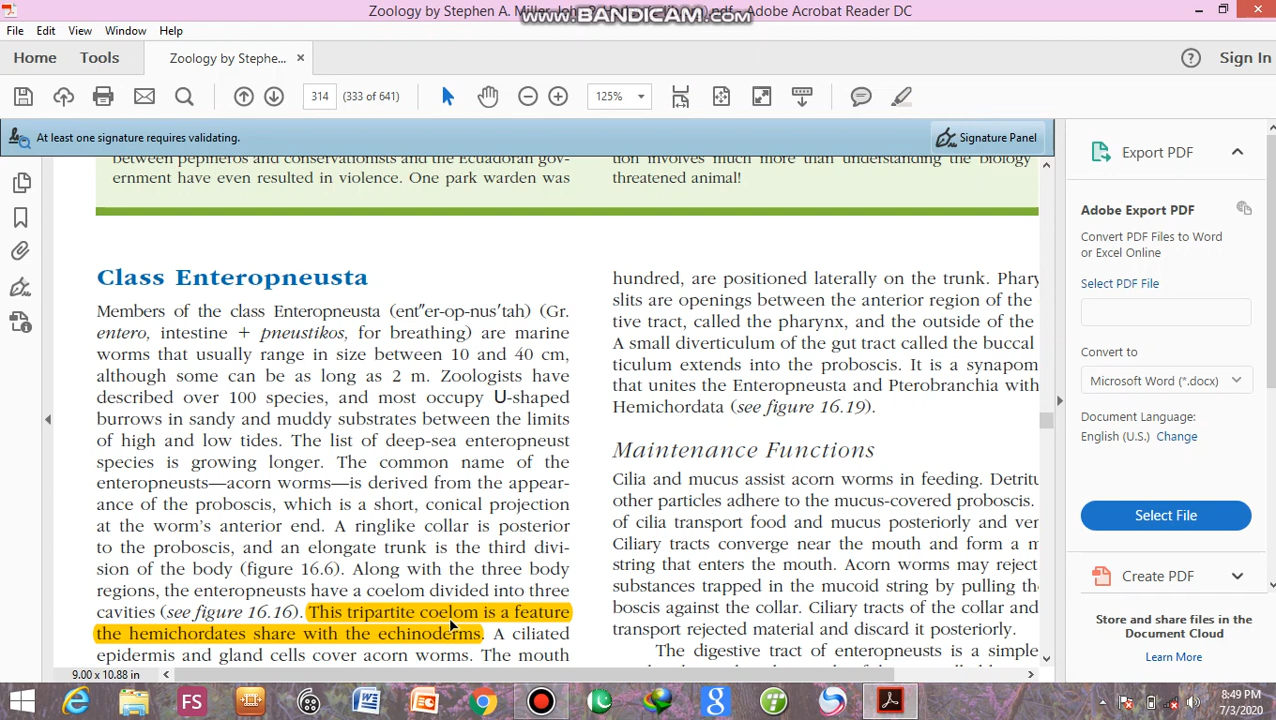 Zoology by Stephen A. Miller, John P. - Adobe Acrobat Reader DC
www.BANDICAM.com
File Edit View Window Help
Home Tools Zoology by Stephe... × Sign In
314 (333 of 641) 125%
At least one signature requires validating. Signature Panel
between pepineros and conservationists and the Ecuadoran gov-
ernment have even resulted in violence. One park warden was
tion involves much more than understanding the biology
threatened animal!
Class Enteropneusta
Members of the class Enteropneusta (ent″er-op-nus′tah) (Gr.
entero, intestine + pneustikos, for breathing) are marine
worms that usually range in size between 10 and 40 cm,
although some can be as long as 2 m. Zoologists have
described over 100 species, and most occupy U-shaped
burrows in sandy and muddy substrates between the limits
of high and low tides. The list of deep-sea enteropneust
species is growing longer. The common name of the
enteropneusts—acorn worms—is derived from the appear-
ance of the proboscis, which is a short, conical projection
at the worm's anterior end. A ringlike collar is posterior
to the proboscis, and an elongate trunk is the third divi-
sion of the body (figure 16.6). Along with the three body
regions, the enteropneusts have a coelom divided into three
cavities (see figure 16.16). This tripartite coelom is a feature
the hemichordates share with the echinoderms. A ciliated
epidermis and gland cells cover acorn worms. The mouth
hundred, are positioned laterally on the trunk. Phary
slits are openings between the anterior region of the
tive tract, called the pharynx, and the outside of the
A small diverticulum of the gut tract called the buccal
ticulum extends into the proboscis. It is a synapom
that unites the Enteropneusta and Pterobranchia with
Hemichordata (see figure 16.19).
Maintenance Functions
Cilia and mucus assist acorn worms in feeding. Detritu
other particles adhere to the mucus-covered proboscis.
of cilia transport food and mucus posteriorly and ver
Ciliary tracts converge near the mouth and form a m
string that enters the mouth. Acorn worms may reject
substances trapped in the mucoid string by pulling th
boscis against the collar. Ciliary tracts of the collar and
transport rejected material and discard it posteriorly.
The digestive tract of enteropneusts is a simple
9.00 x 10.88 in
Export PDF
Adobe Export PDF
Convert PDF Files to Word
or Excel Online
Select PDF File
Convert to
Microsoft Word (*.docx)
Document Language:
English (U.S.) Change
Select File
Create PDF
Store and share files in the
Document Cloud
Learn More
8:49 PM
7/3/2020